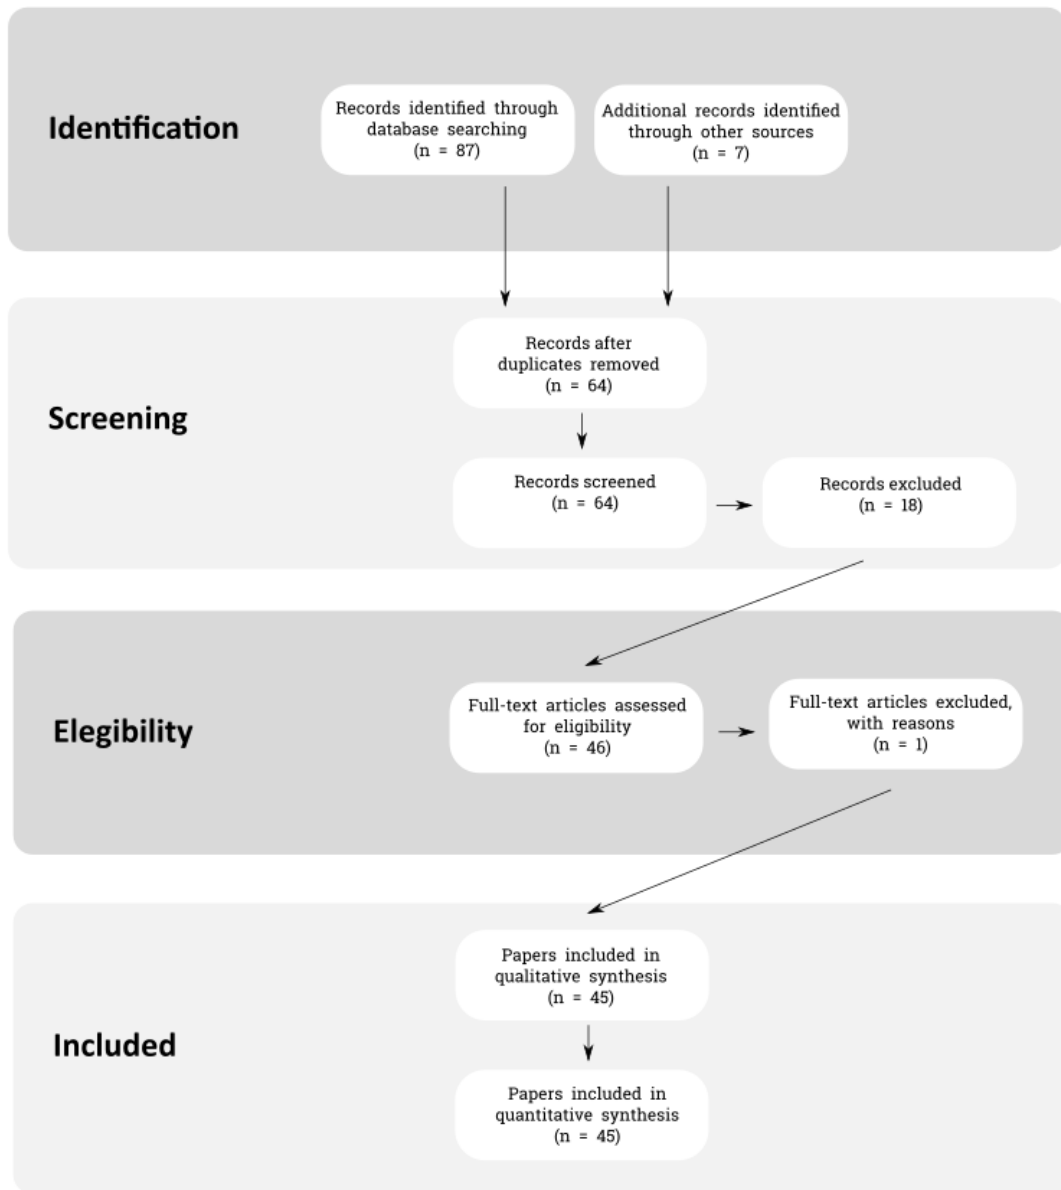 Identification
Records identified through
database searching
(n = 87)
Additional records identified
through other sources
(n = 7)
Screening
Records after
duplicates removed
(n = 64)
Records screened
(n = 64)
Records excluded
(n = 18)
Elegibility
Full-text articles assessed
for eligibility
(n = 46)
Full-text articles excluded,
with reasons
(n = 1)
Included
Papers included in
qualitative synthesis
(n = 45)
Papers included in
quantitative synthesis
(n = 45)